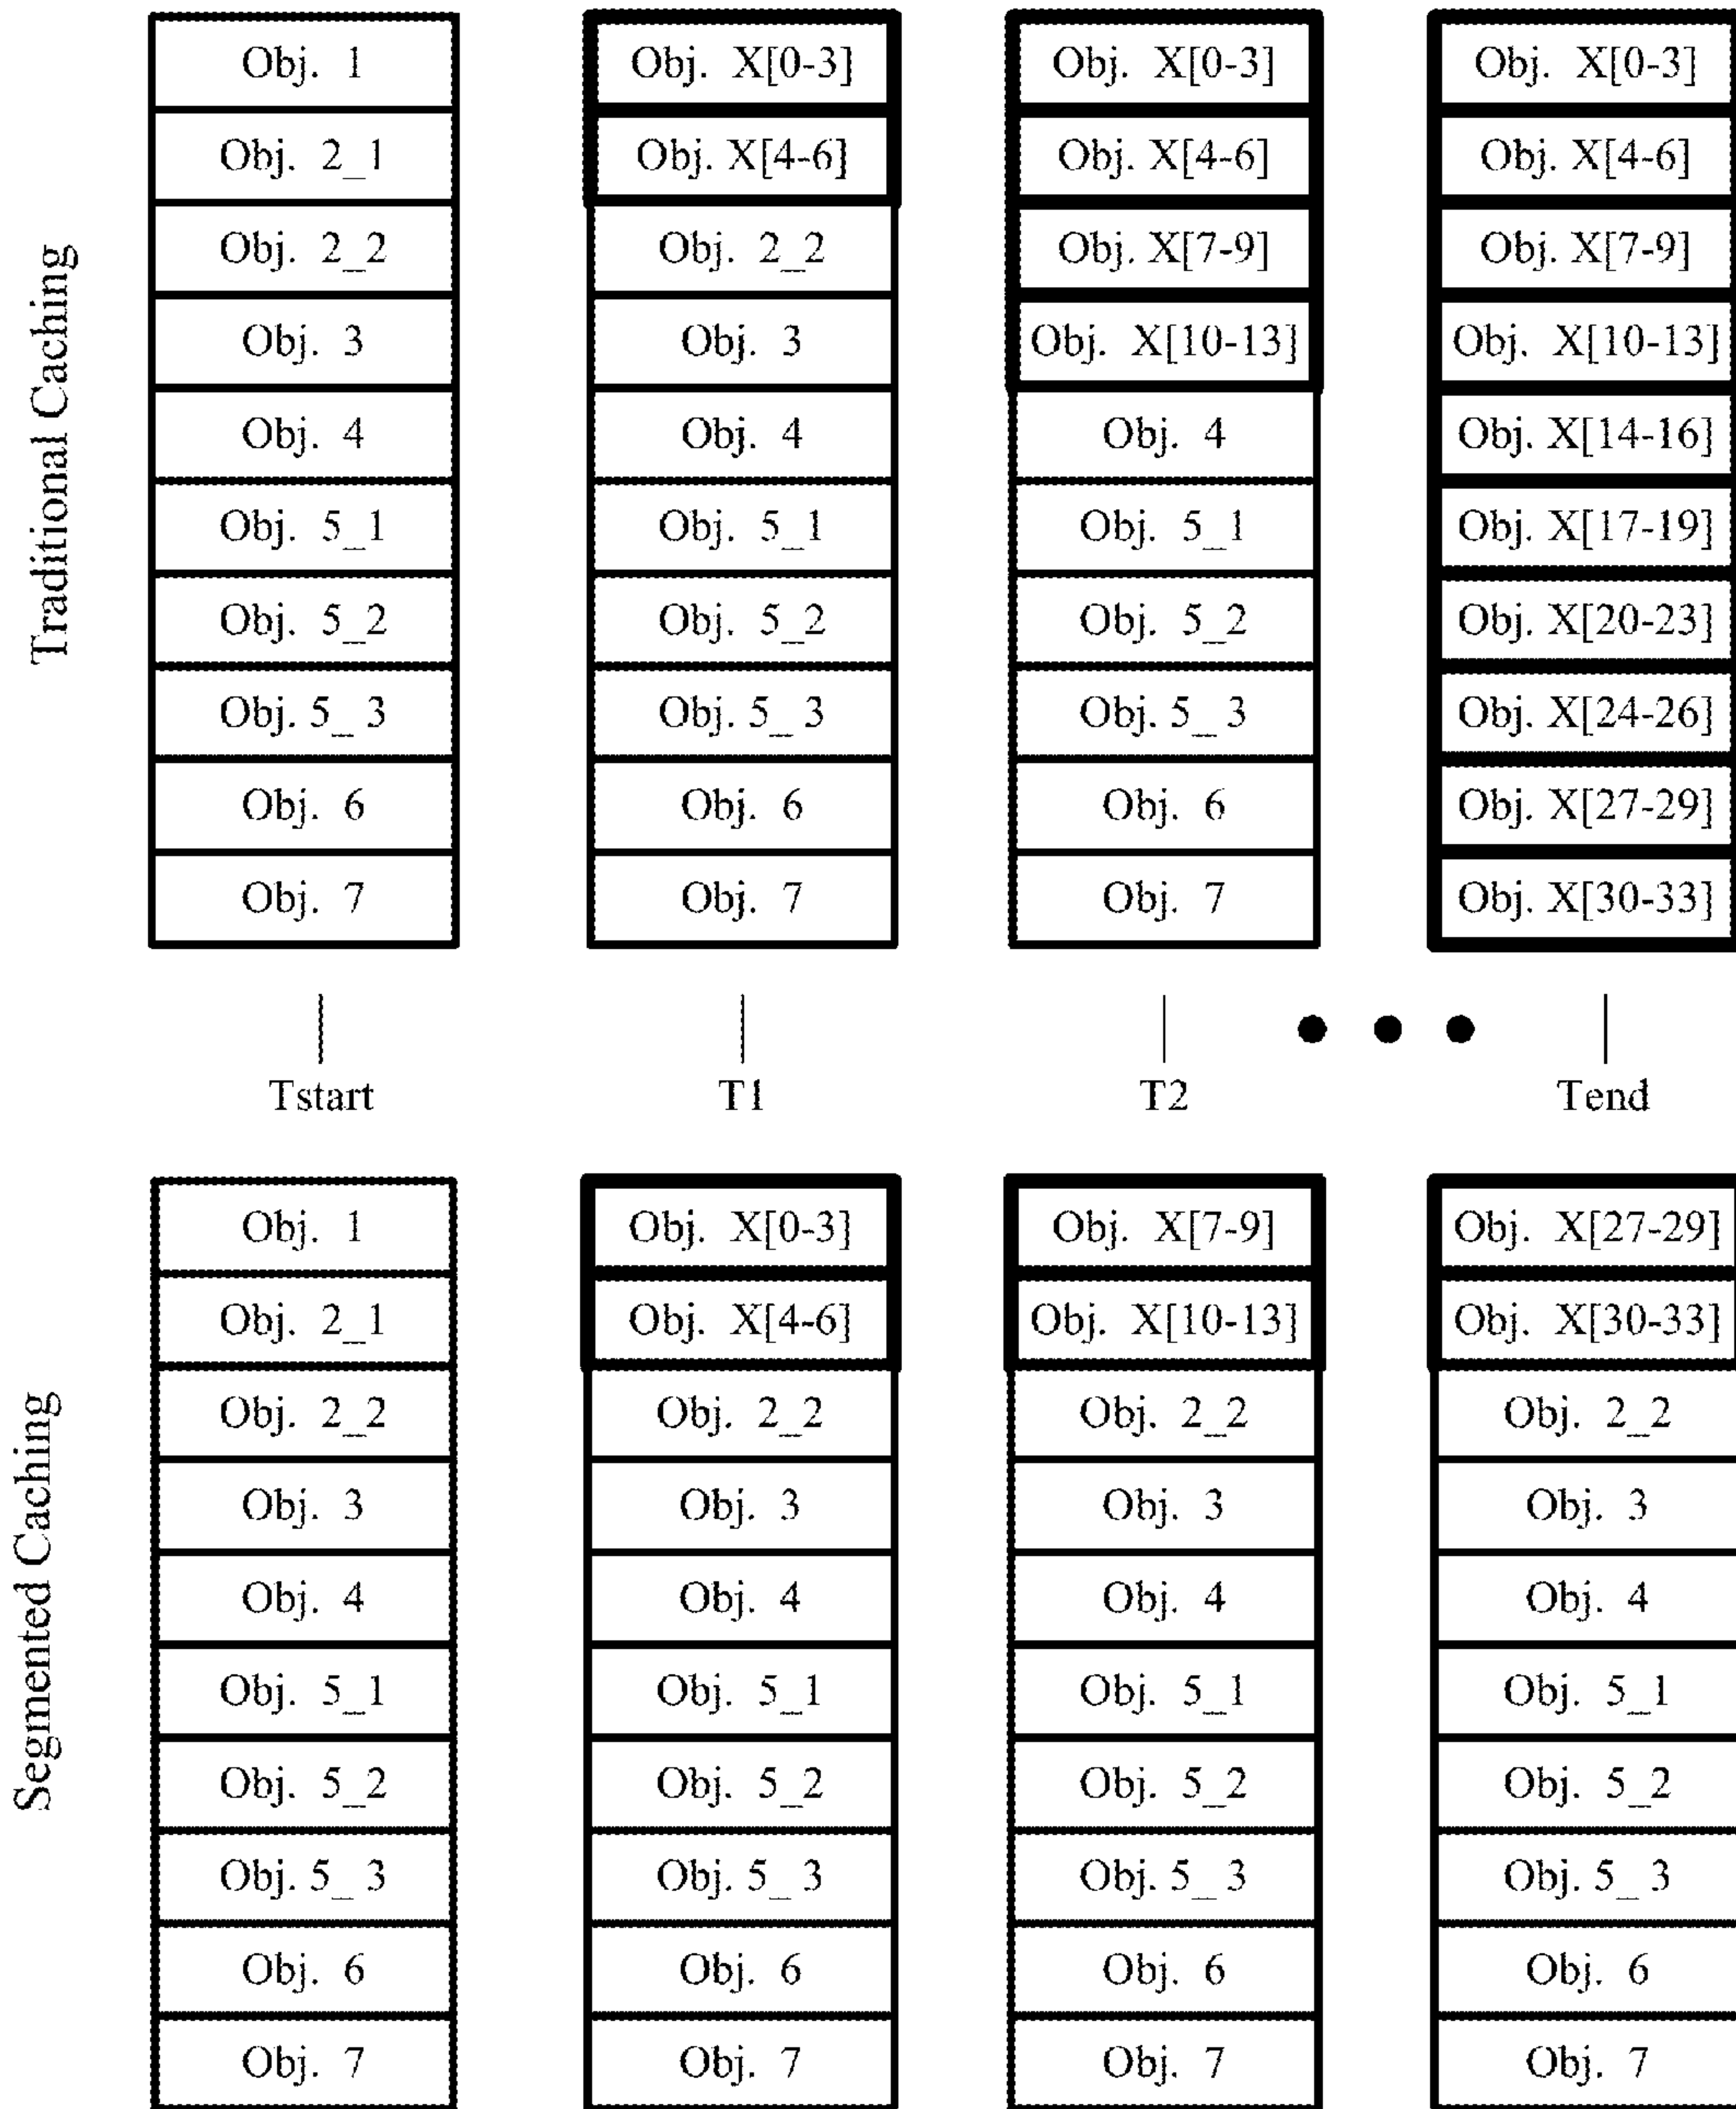 Traditional Caching
Obj. 1
Obj. 2_1
Obj. 2_2
Obj. 3
Obj. 4
Obj. 5_1
Obj. 5_2
Obj. 5_3
Obj. 6
Obj. 7
Obj. X[0-3]
Obj. X[4-6]
Obj. 2_2
Obj. 3
Obj. 4
Obj. 5_1
Obj. 5_2
Obj. 5_3
Obj. 6
Obj. 7
Obj. X[0-3]
Obj. X[4-6]
Obj. X[7-9]
Obj. X[10-13]
Obj. 4
Obj. 5_1
Obj. 5_2
Obj. 5_3
Obj. 6
Obj. 7
Obj. X[0-3]
Obj. X[4-6]
Obj. X[7-9]
Obj. X[10-13]
Obj. X[14-16]
Obj. X[17-19]
Obj. X[20-23]
Obj. X[24-26]
Obj. X[27-29]
Obj. X[30-33]
Tstart
T1
T2
Tend
Segmented Caching
Obj. 1
Obj. 2_1
Obj. 2_2
Obj. 3
Obj. 4
Obj. 5_1
Obj. 5_2
Obj. 5_3
Obj. 6
Obj. 7
Obj. X[0-3]
Obj. X[4-6]
Obj. 2_2
Obj. 3
Obj. 4
Obj. 5_1
Obj. 5_2
Obj. 5_3
Obj. 6
Obj. 7
Obj. X[7-9]
Obj. X[10-13]
Obj. 2_2
Obj. 3
Obj. 4
Obj. 5_1
Obj. 5_2
Obj. 5_3
Obj. 6
Obj. 7
Obj. X[27-29]
Obj. X[30-33]
Obj. 2_2
Obj. 3
Obj. 4
Obj. 5_1
Obj. 5_2
Obj. 5_3
Obj. 6
Obj. 7